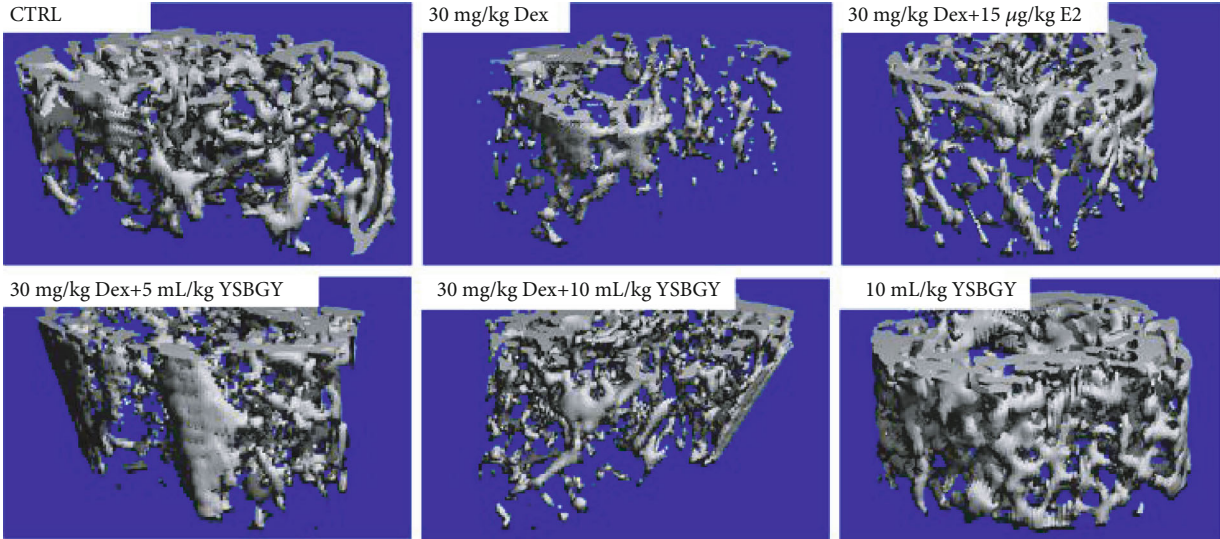 CTRL
30 mg/kg Dex
30 mg/kg Dex+15 μg/kg E2
30 mg/kg Dex+5 mL/kg YSBGY
30 mg/kg Dex+10 mL/kg YSBGY
10 mL/kg YSBGY